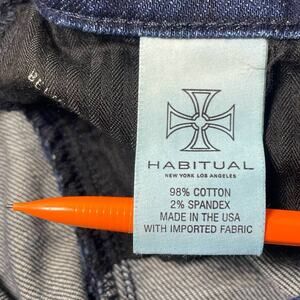 HABITUAL
NEW YORK LOS ANGELES
98% COTTON
2% SPANDEX
MADE IN THE USA
WITH IMPORTED FABRIC